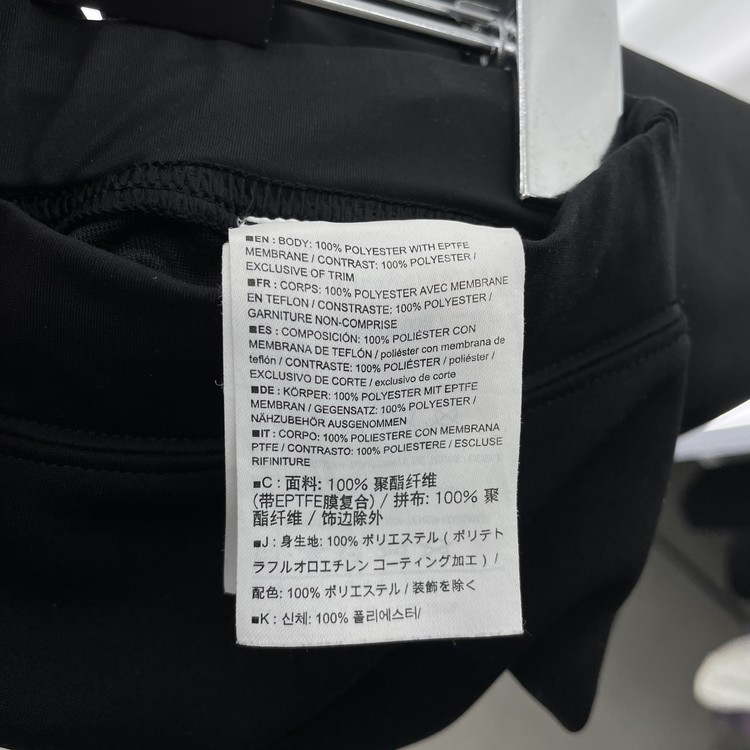 ■EN : BODY: 100% POLYESTER WITH EPTFE
MEMBRANE / CONTRAST: 100% POLYESTER /
EXCLUSIVE OF TRIM
■FR : CORPS: 100% POLYESTER AVEC MEMBRANE
EN TEFLON / CONSTRASTE: 100% POLYESTER /
GARNITURE NON-COMPRISE
■ES : COMPOSICIÓN: 100% POLIÉSTER CON
MEMBRANA DE TEFLÓN / poliéster con membrana de
teflón / CONTRASTE: 100% POLIÉSTER / poliéster /
EXCLUSIVO DE CORTE / exclusivo de corte
■DE : KÖRPER: 100% POLYESTER MIT EPTFE
MEMBRAN / GEGENSATZ: 100% POLYESTER /
NÄHZUBEHÖR AUSGENOMMEN
■IT : CORPO: 100% POLIESTERE CON MEMBRANA
PTFE / CONTRASTO: 100% POLIESTERE / ESCLUSE
RIFINITURE
■C : 面料: 100% 聚酯纤维
(带EPTFE膜复合) / 拼布: 100% 聚
酯纤维 / 饰边除外
■J : 身生地: 100% ポリエステル ( ポリテト
ラフルオロエチレン コーティング加工 ) /
配色: 100% ポリエステル / 装飾を除く
■K : 신체: 100% 폴리에스터/